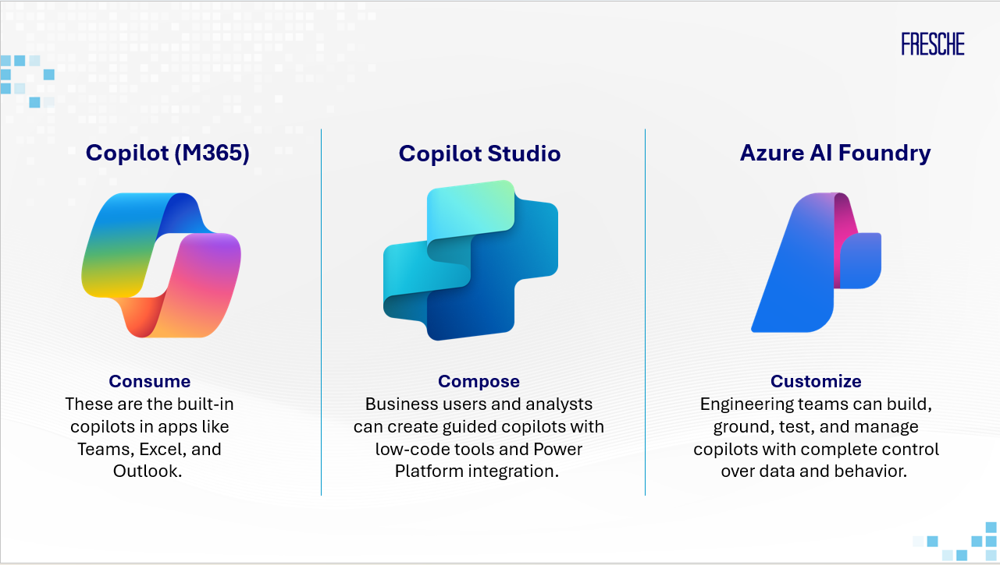 FRESCHE
Copilot (M365)
Consume
These are the built-in
copilots in apps like
Teams, Excel, and
Outlook.
Copilot Studio
Compose
Business users and analysts
can create guided copilots with
low-code tools and Power
Platform integration.
Azure AI Foundry
Customize
Engineering teams can build,
ground, test, and manage
copilots with complete control
over data and behavior.